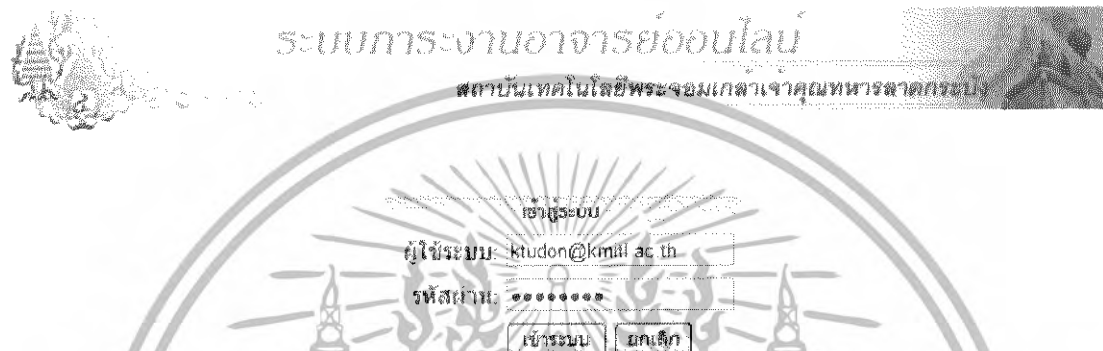 ระบบภาระงานอาจารย์ออนไลน์
สถาบันเทคโนโลยีพระจอมเกล้าเจ้าคุณทหารลาดกระบัง
เข้าสู่ระบบ
ผู้ใช้ระบบ: ktudon@kmitl.ac.th
รหัสผ่าน: ••••••••
เข้าระบบ ยกเลิก